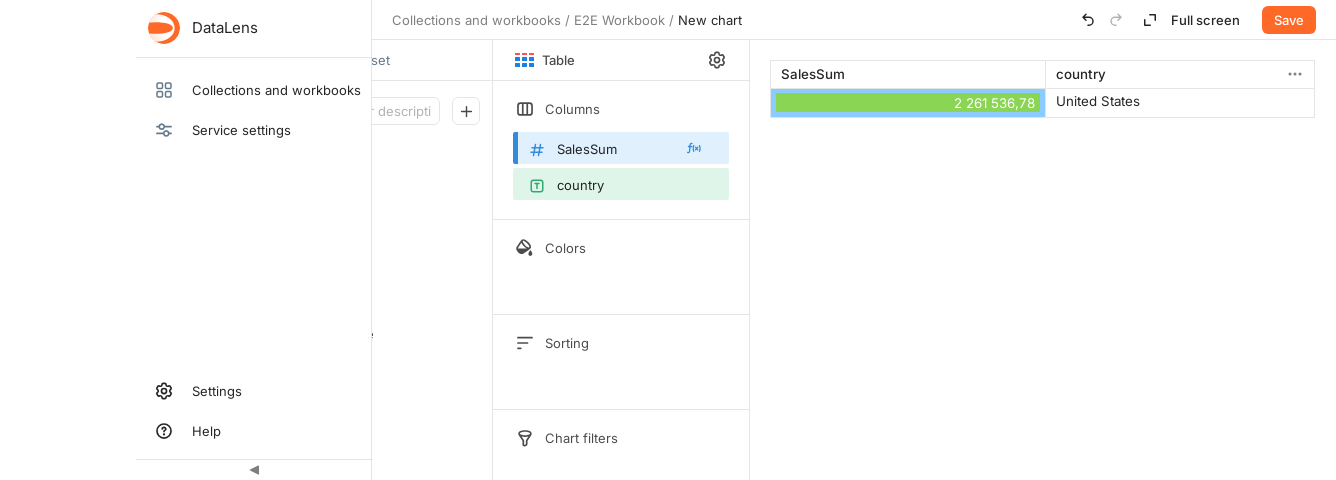 DataLens
Collections and workbooks
Service settings
Settings
Help
Collections and workbooks / E2E Workbook / New chart
Full screen
Save
set
r descripti
Table
Columns
SalesSum
country
Colors
Sorting
Chart filters
SalesSum country
2 261 536,78 United States